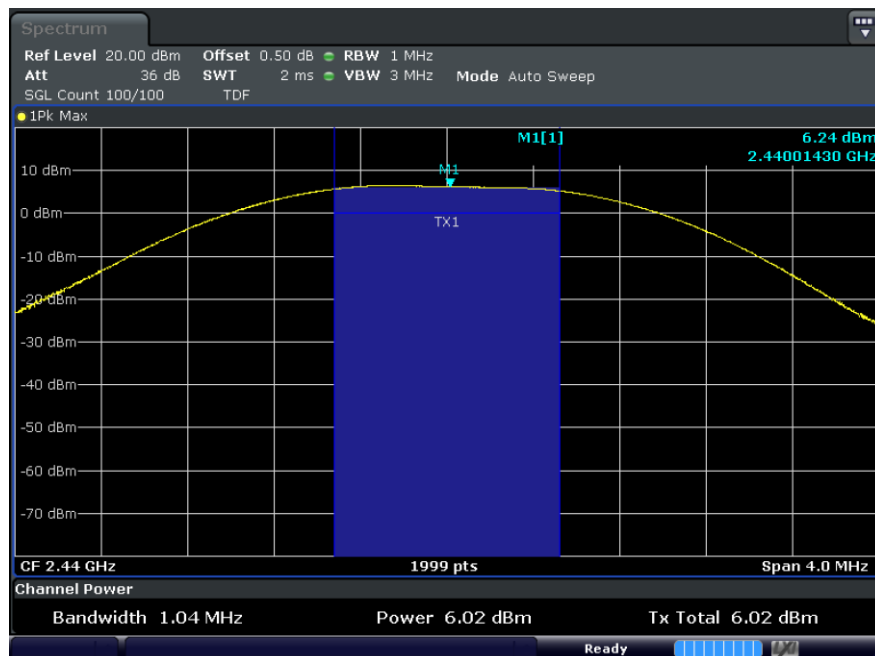 Spectrum
Ref Level 20.00 dBm Offset 0.50 dB RBW 1 MHz
Att 36 dB SWT 2 ms VBW 3 MHz Mode Auto Sweep
SGL Count 100/100 TDF
1Pk Max
M1[1] 6.24 dBm
2.44001430 GHz
10 dBm
M1
0 dBm
TX1
-10 dBm
-20 dBm
-30 dBm
-40 dBm
-50 dBm
-60 dBm
-70 dBm
CF 2.44 GHz 1999 pts Span 4.0 MHz
Channel Power
Bandwidth 1.04 MHz Power 6.02 dBm Tx Total 6.02 dBm
Ready